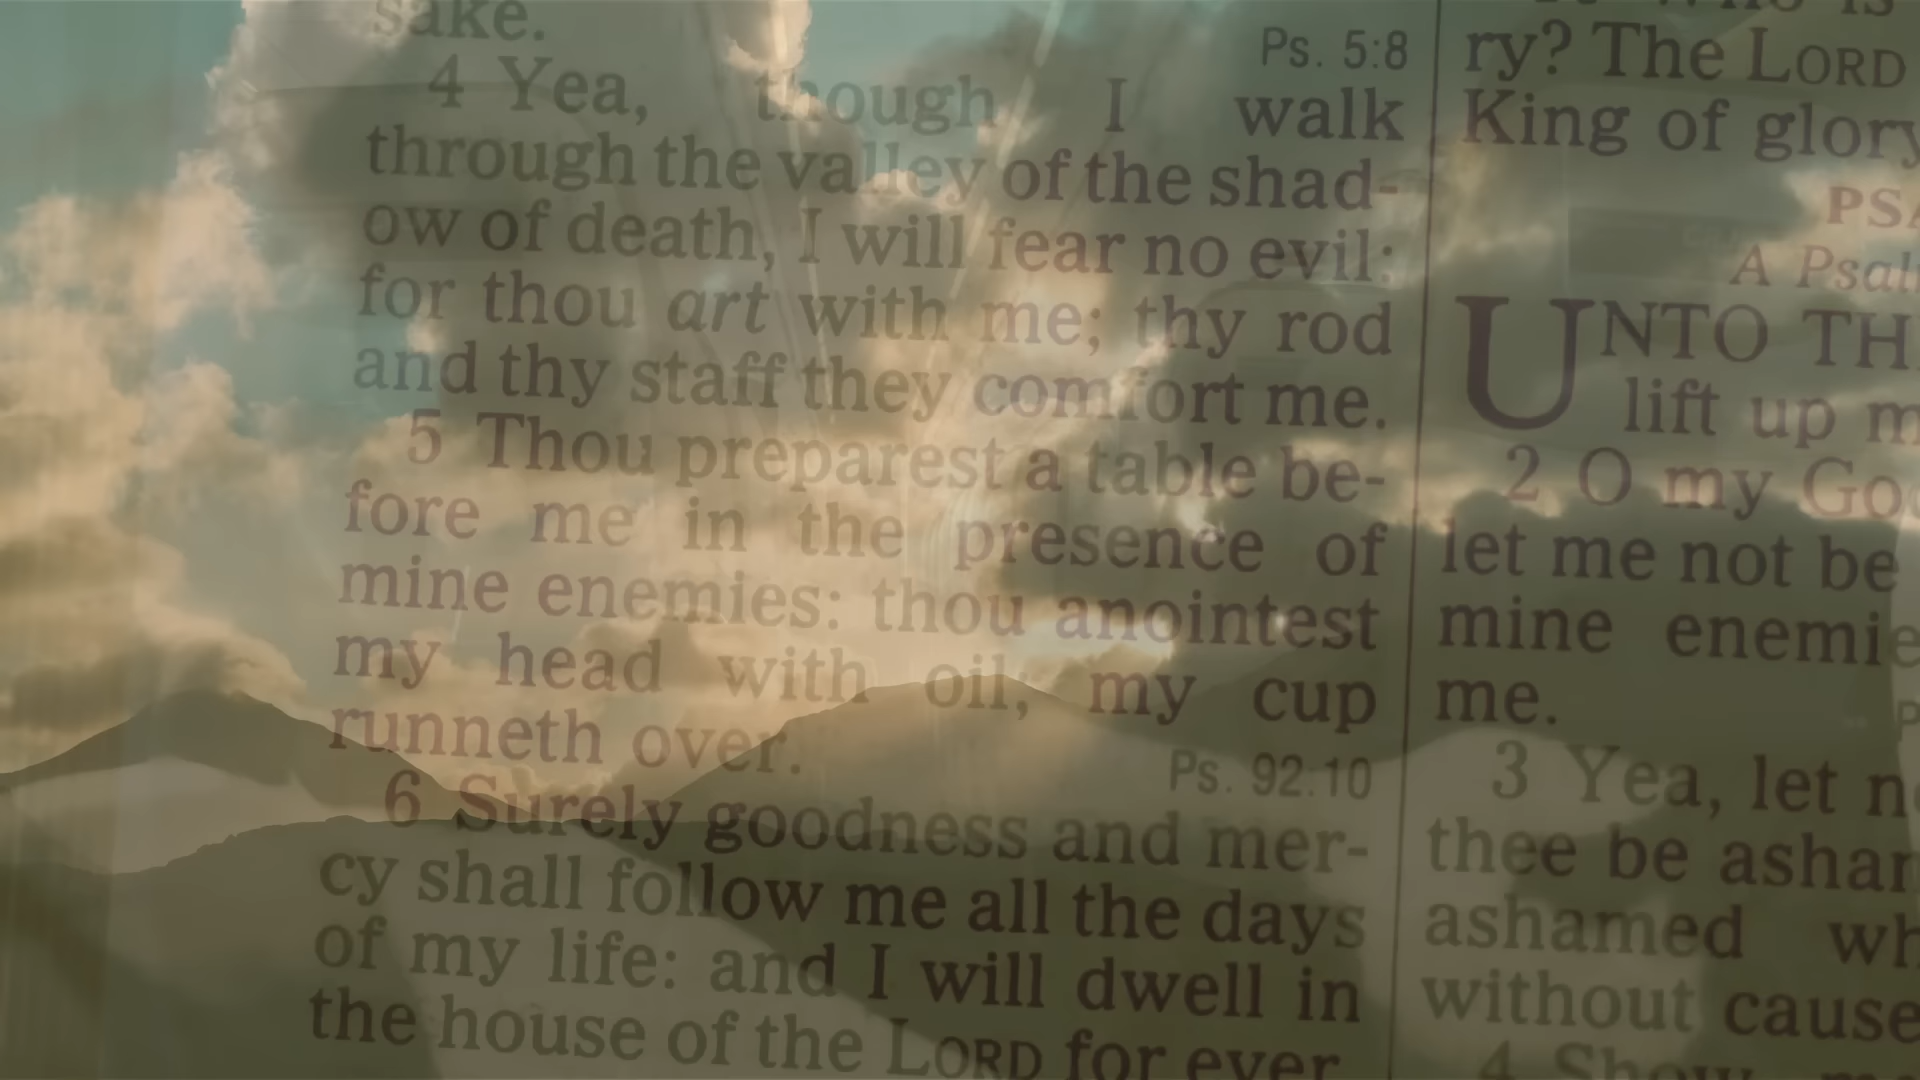 sake.
4 Yea, though I walk
through the valley of the shad-
ow of death, I will fear no evil:
for thou art with me; thy rod
and thy staff they comfort me.
5 Thou preparest a table be-
fore me in the presence of
mine enemies: thou anointest
my head with oil; my cup
runneth over.
6 Surely goodness and mer-
cy shall follow me all the days
of my life: and I will dwell in
the house of the LORD for ever
Ps. 5:8
Ps. 92.10
ry? The LORD
King of glory
PSA
A Psal
UNTO TH
lift up m
2 O my Go
let me not be
mine enemie
me.
3 Yea, let n
thee be asham
ashamed wh
without cause
4 Show me